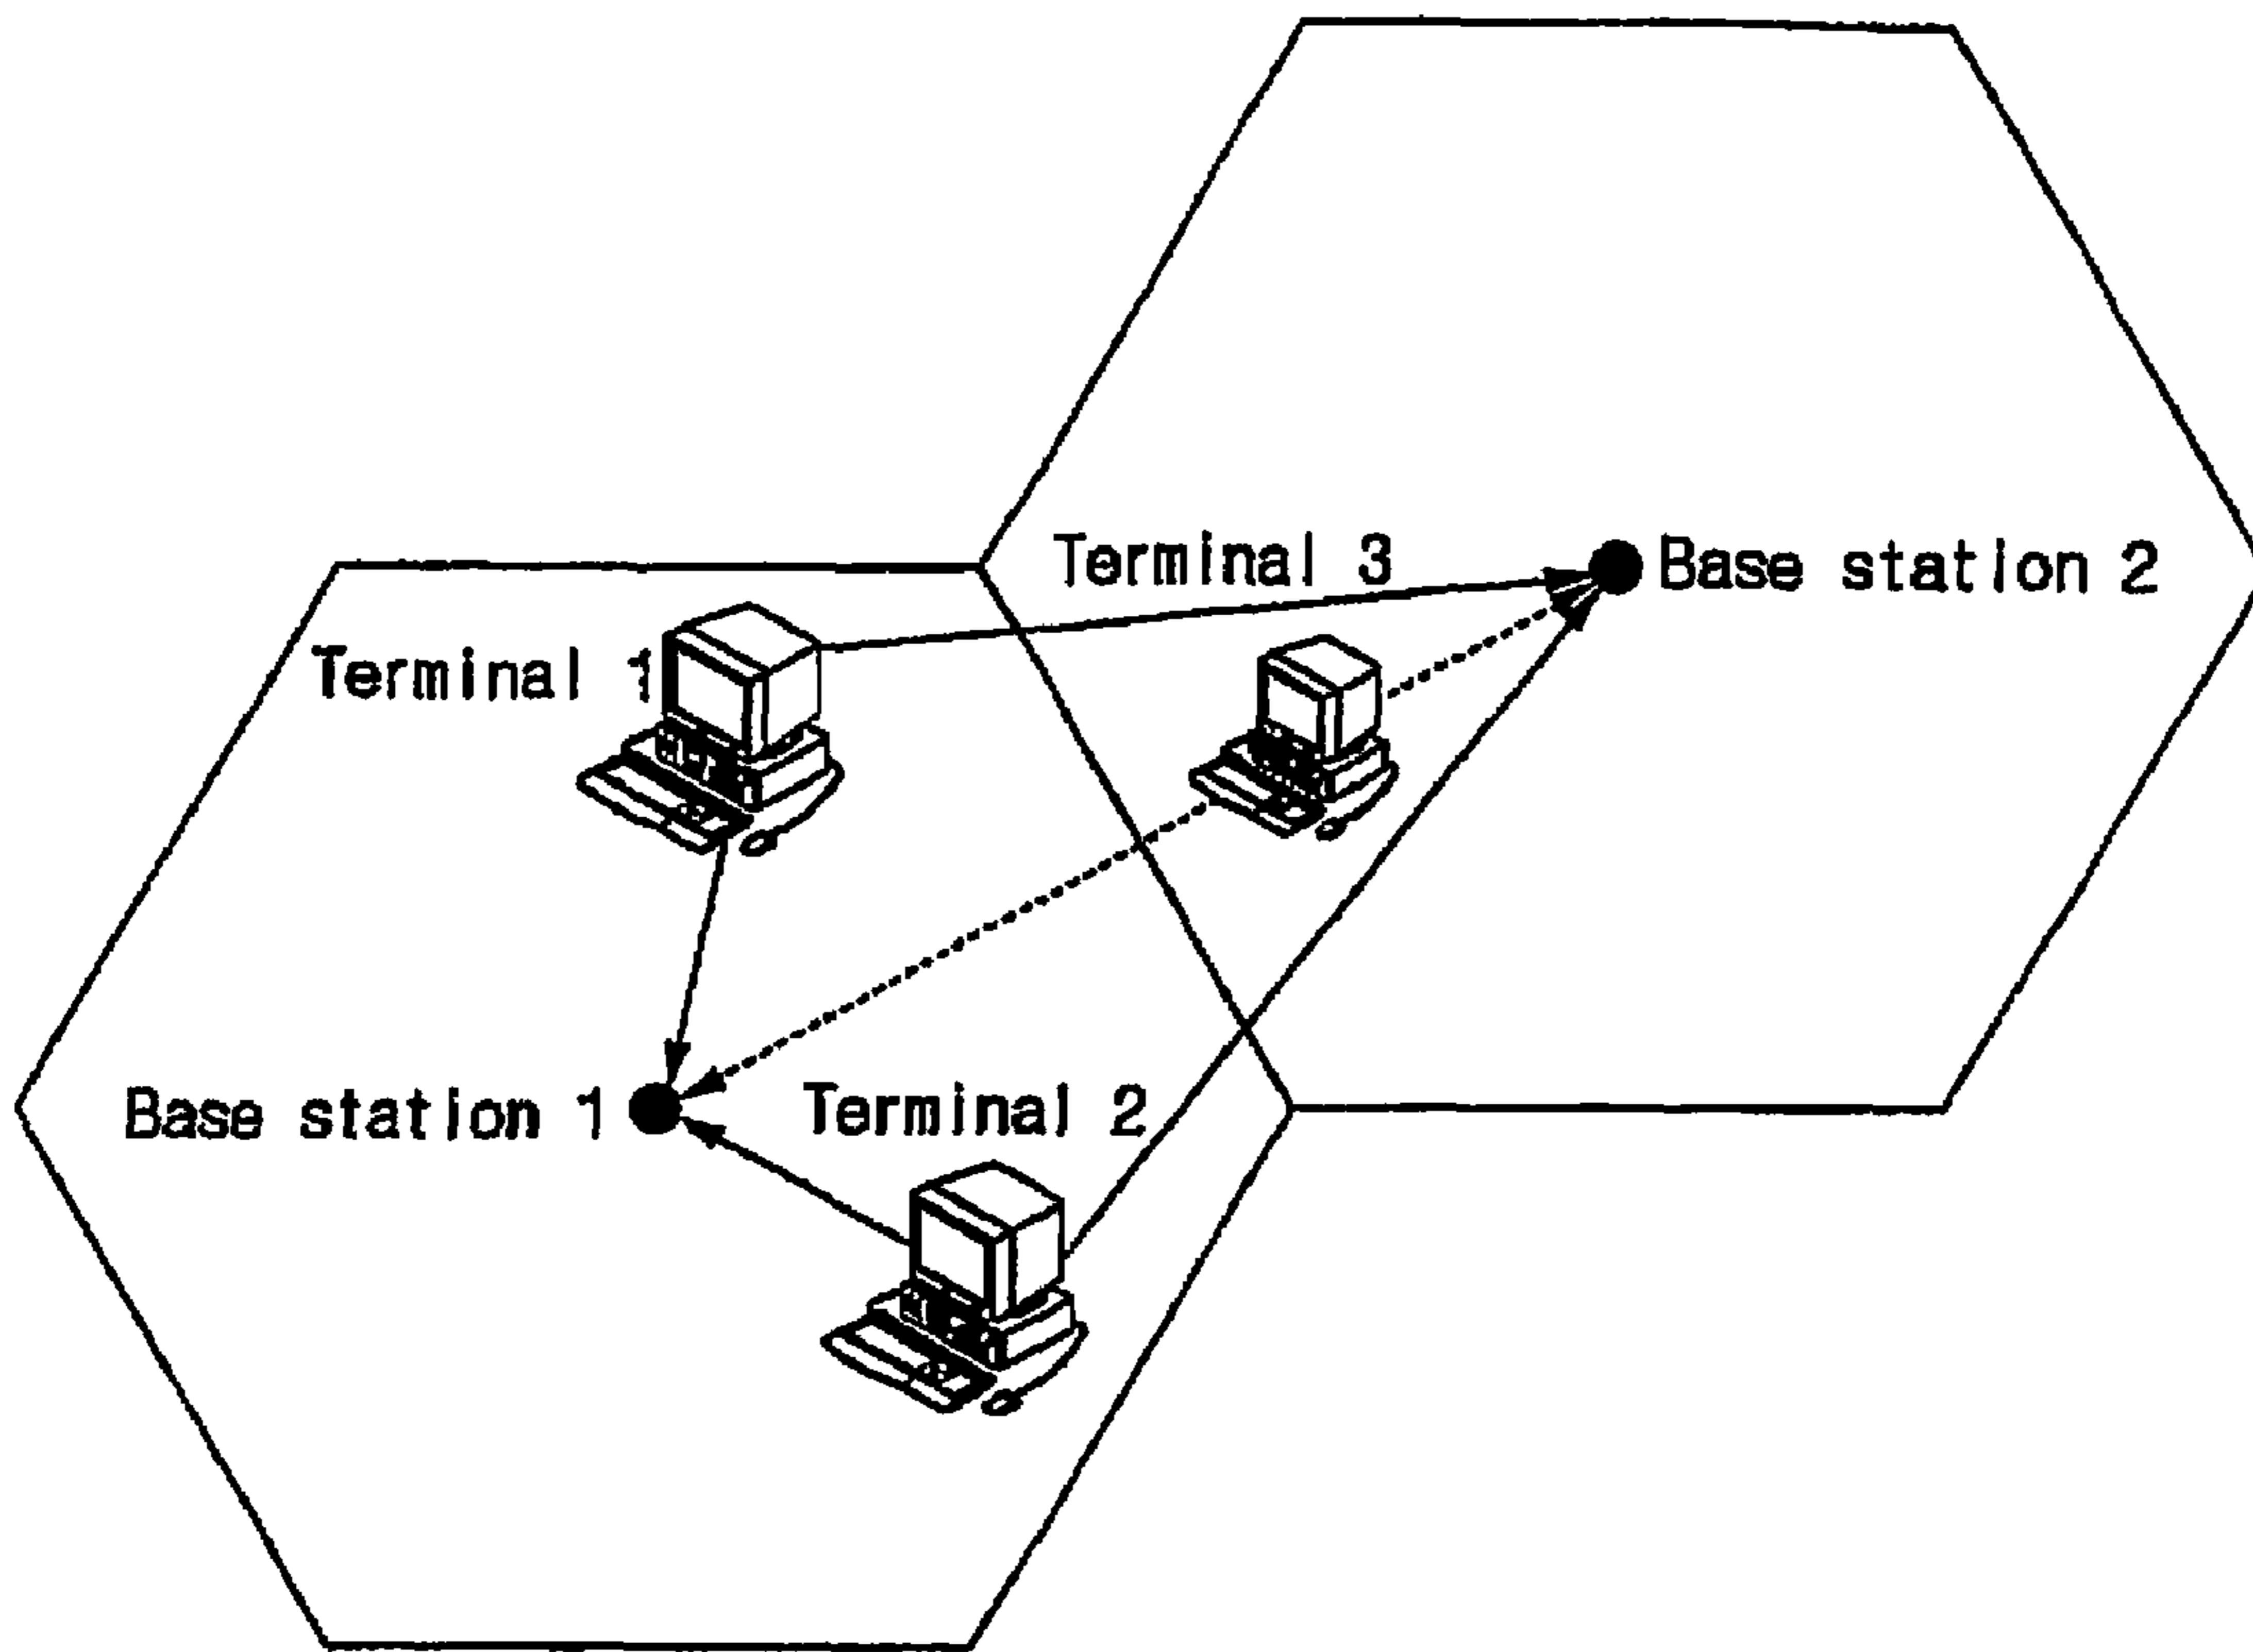 Terminal 3
Base station 2
Terminal 1
Base station 1
Terminal 2